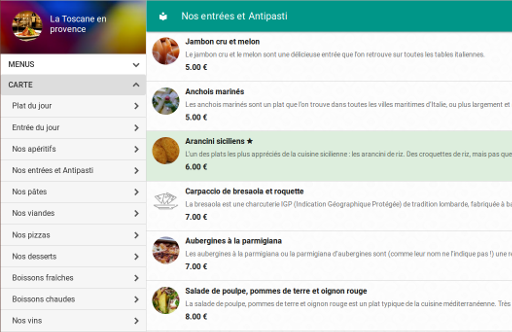 La Toscane en
provence
MENUS
CARTE
Plat du jour
Entrée du jour
Nos apéritifs
Nos entrées et Antipasti
Nos pâtes
Nos viandes
Nos pizzas
Nos desserts
Boissons fraîches
Boissons chaudes
Nos vins
Nos entrées et Antipasti
Jambon cru et melon
Le jambon cru et le melon sont une délicieuse entrée que l'on retrouve sur toutes les tables italiennes.
5.00 €
Anchois marinés
Les anchois marinés sont un plat que l'on trouve dans toutes les villes maritimes d'Italie, ou plus largement et
5.00 €
Arancini siciliens ★
L'un des plats les plus appréciés de la cuisine sicilienne : les arancini de riz. Des croquettes de riz, mais pas que
6.00 €
Carpaccio de bresaola et roquette
La bresaola est une charcuterie IGP (Indication Géographique Protégée) de tradition lombarde, fabriquée à ba
7.00 €
Aubergines à la parmigiana
Les aubergines à la parmigiana ou la parmigiana d'aubergines sont (comme leur nom ne l'indique pas !) une re
7.00 €
Salade de poulpe, pommes de terre et oignon rouge
La salade de poulpe, pommes de terre et oignon rouge est un plat typique de la cuisine méditerranéenne. Très
8.00 €